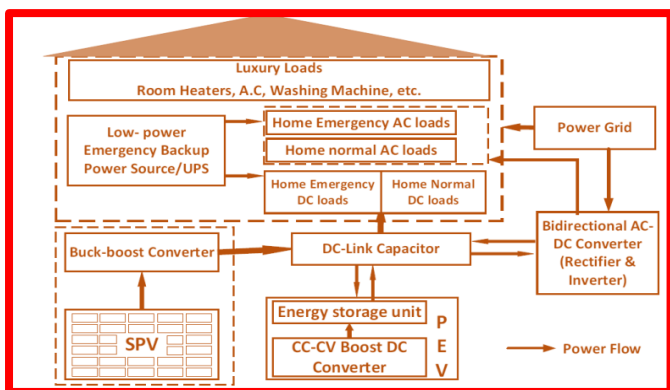 Luxury Loads
Room Heaters, A.C, Washing Machine, etc.
Low- power
Emergency Backup
Power Source/UPS
Home Emergency AC loads
Home normal AC loads
Home Emergency
DC loads
Home Normal
DC loads
Power Grid
Buck-boost Converter
DC-Link Capacitor
Bidirectional AC-
DC Converter
(Rectifier &
Inverter)
SPV
Energy storage unit
CC-CV Boost DC
Converter
P
E
V
Power Flow